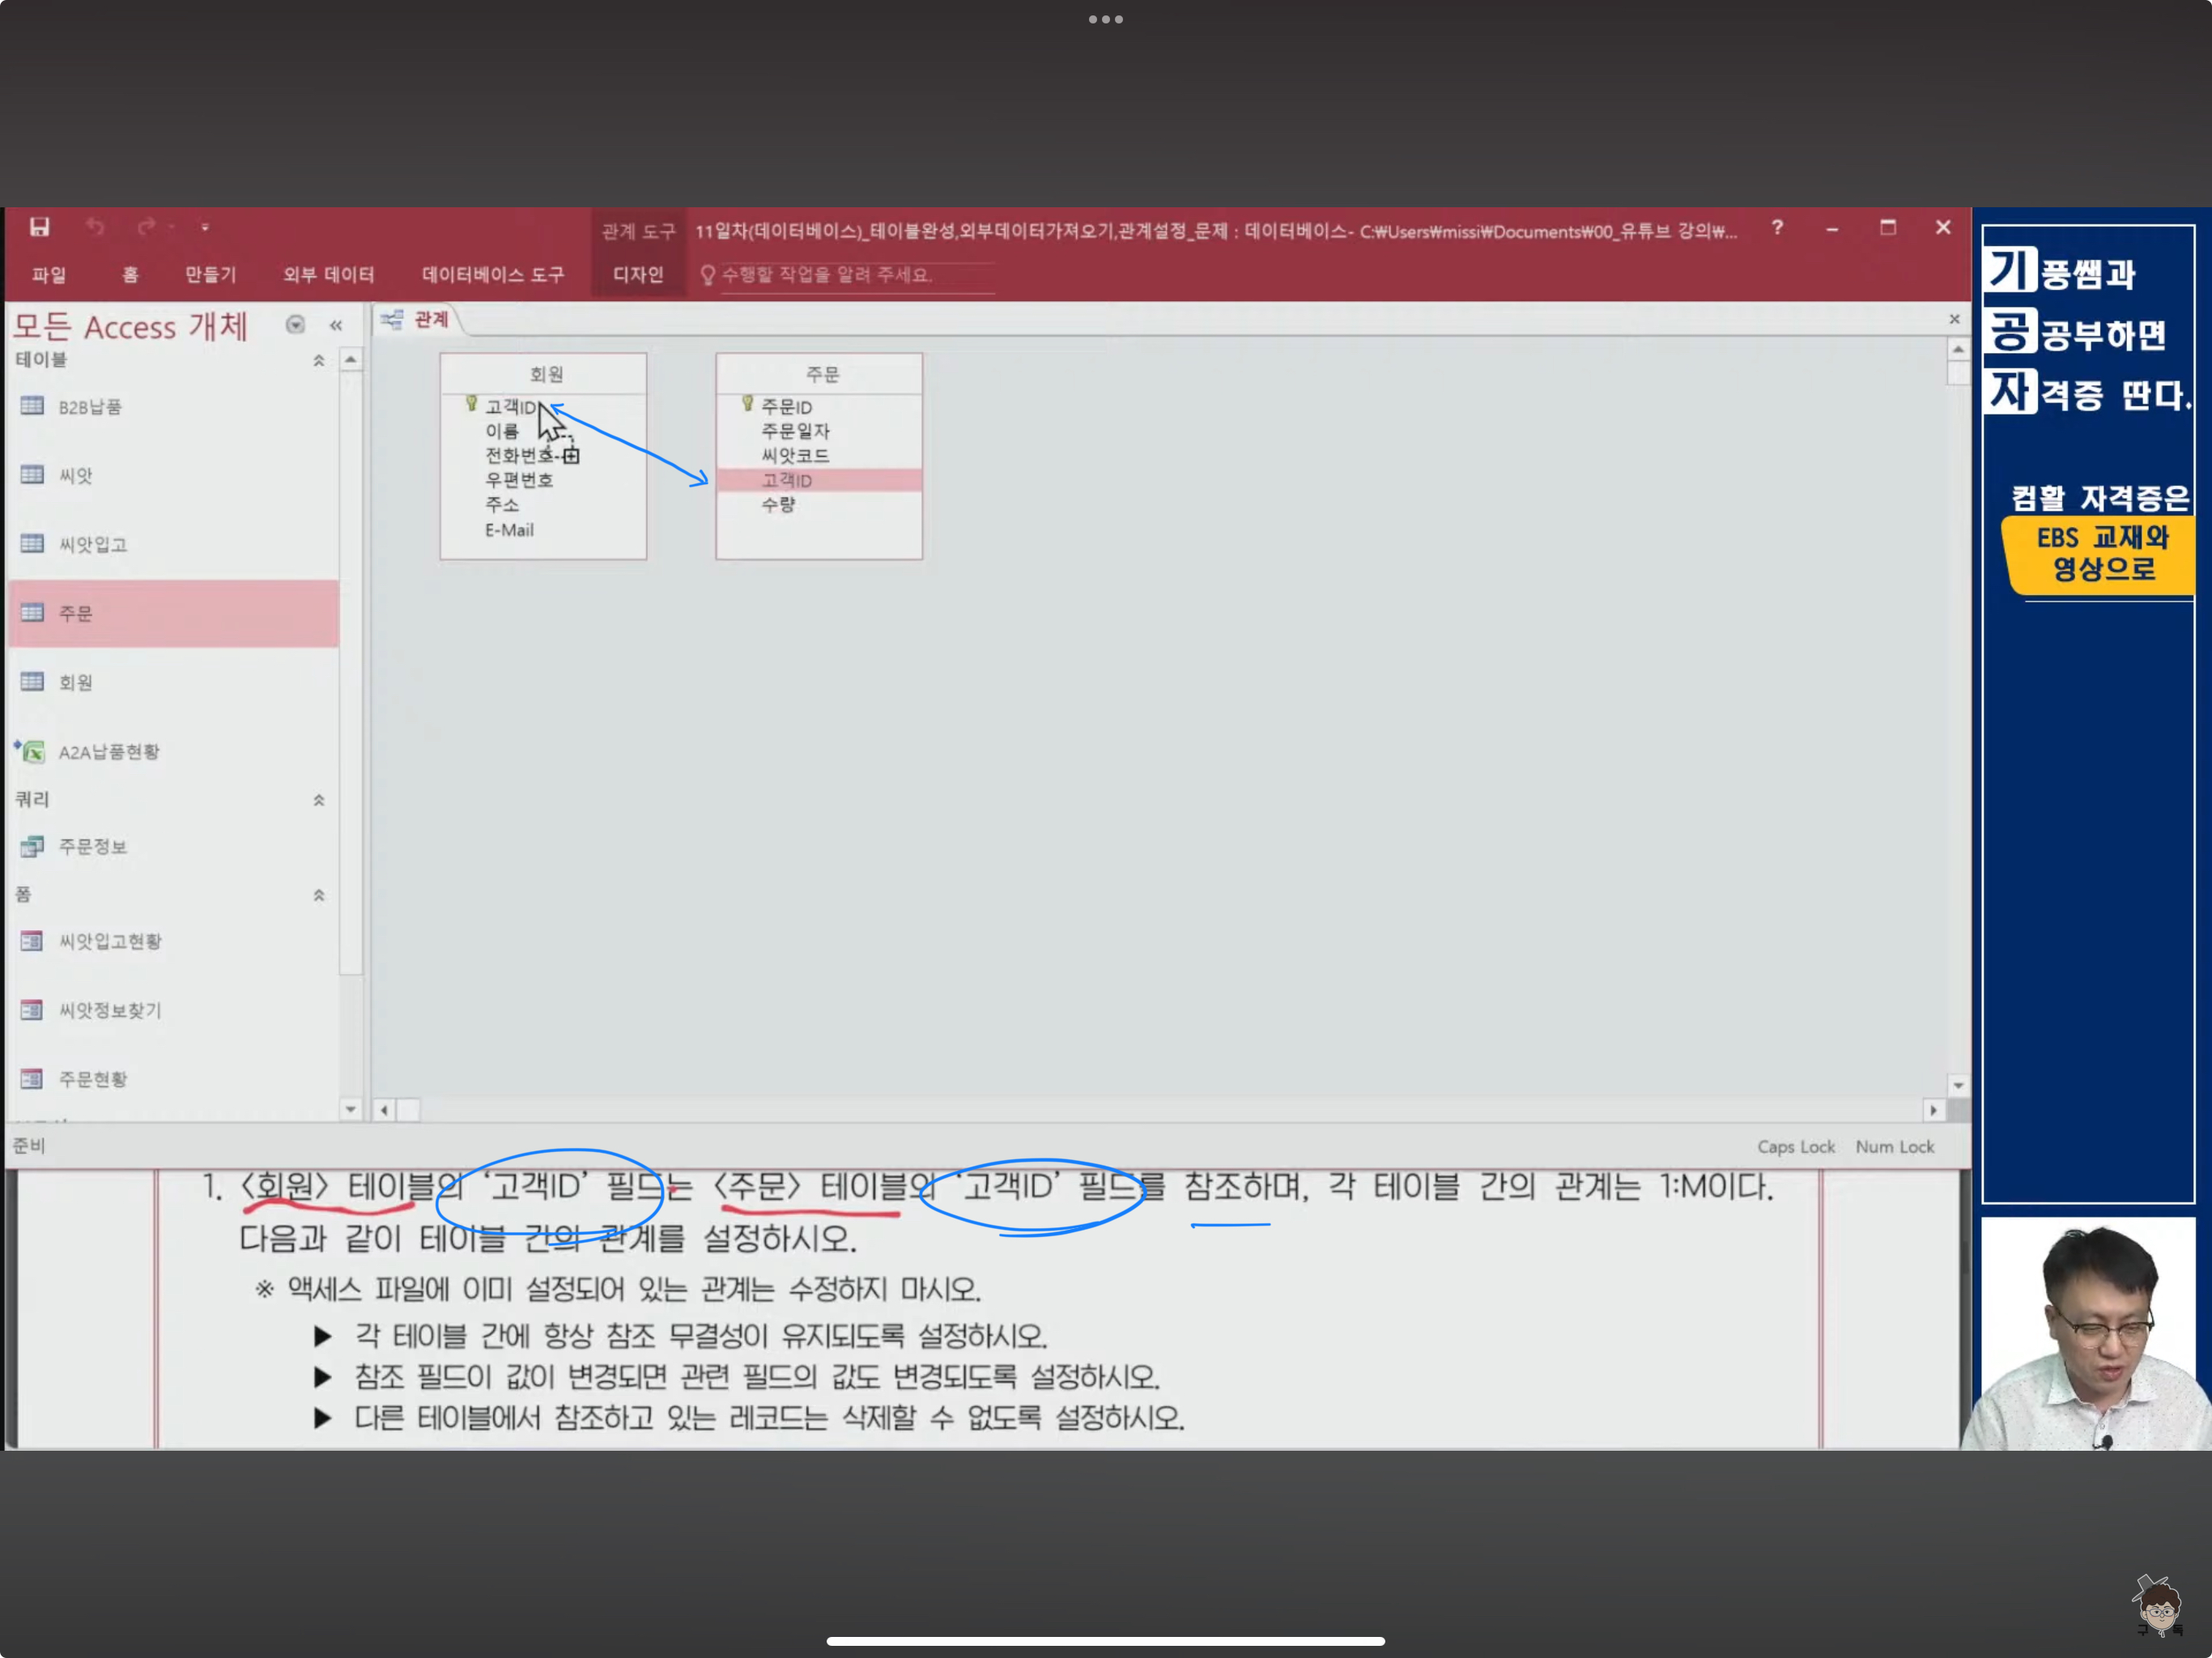 관계 도구 11일차(데이터베이스)_테이블완성,외부데이터가져오기,관계설정_문제 : 데이터베이스- C:₩Users₩missi₩Documents₩00_유튜브 강의₩... ?
파일 홈 만들기 외부 데이터 데이터베이스 도구 디자인 수행할 작업을 알려 주세요.
모든 Access 개체 «
테이블
B2B납품
씨앗
씨앗입고
주문
회원
A2A납품현황
쿼리
주문정보
폼
씨앗입고현황
씨앗정보찾기
주문현황
관계
회원
고객ID
이름
전화번호
우편번호
주소
E-Mail
주문
주문ID
주문일자
씨앗코드
고객ID
수량
준비 Caps Lock Num Lock
1. 〈회원〉 테이블의 ‘고객ID’ 필드는 〈주문〉 테이블의 ‘고객ID’ 필드를 참조하며, 각 테이블 간의 관계는 1:M이다.
다음과 같이 테이블 간의 관계를 설정하시오.
※ 액세스 파일에 이미 설정되어 있는 관계는 수정하지 마시오.
▶ 각 테이블 간에 항상 참조 무결성이 유지되도록 설정하시오.
▶ 참조 필드이 값이 변경되면 관련 필드의 값도 변경되도록 설정하시오.
▶ 다른 테이블에서 참조하고 있는 레코드는 삭제할 수 없도록 설정하시오.
기풍쌤과
공공부하면
자격증 딴다.
컴활 자격증은
EBS 교재와
영상으로
구독